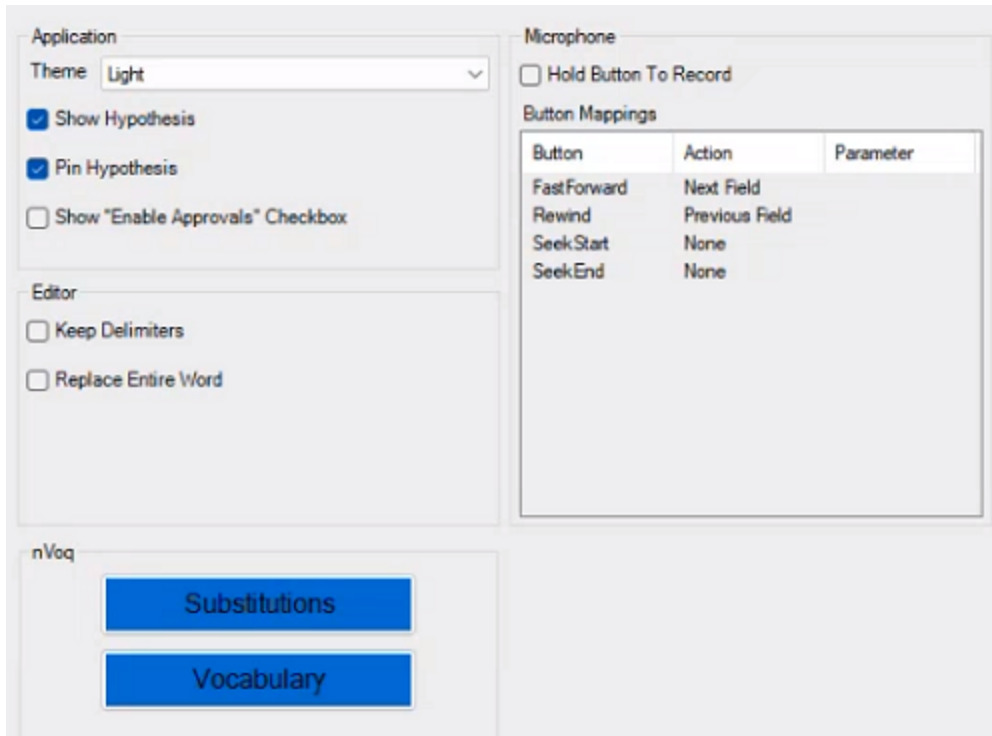 Application
Theme Light
Show Hypothesis
Pin Hypothesis
Show "Enable Approvals" Checkbox
Editor
Keep Delimiters
Replace Entire Word
nVoq
Substitutions
Vocabulary
Microphone
Hold Button To Record
Button Mappings
Button Action Parameter
FastForward Next Field
Rewind Previous Field
SeekStart None
SeekEnd None